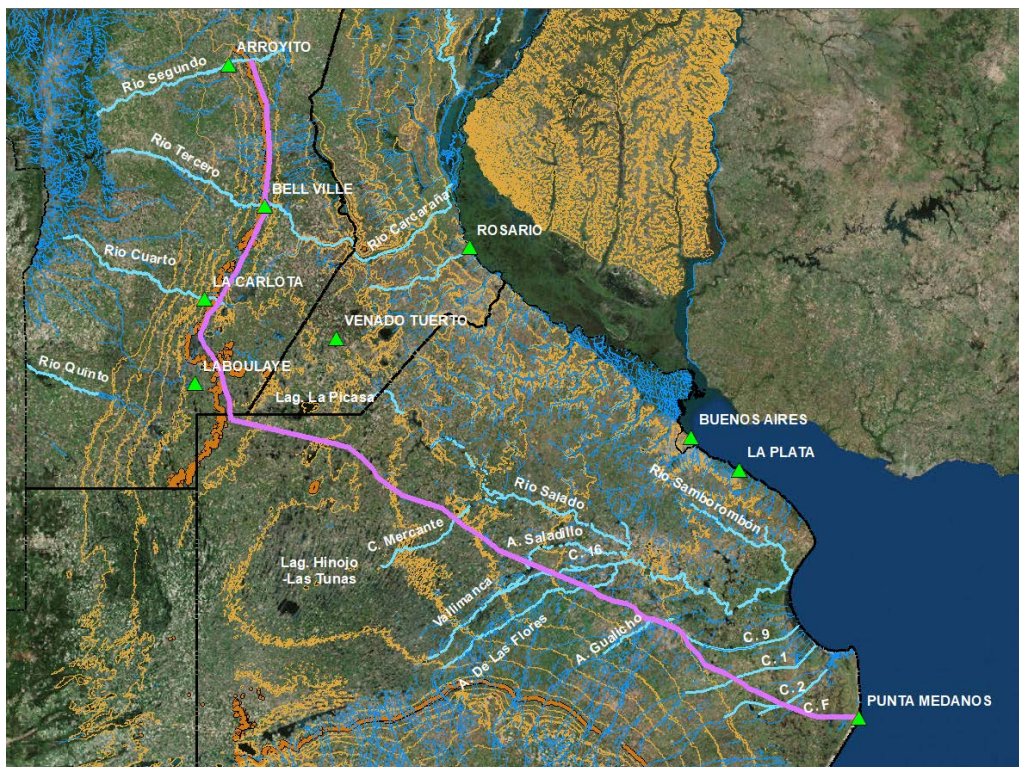 ARROYITO
Rio Segundo
Rio Tercero
BELL VILLE
Rio Carcaraña
ROSARIO
Rio Cuarto
LA CARLOTA
VENADO TUERTO
Rio Quinto
LABOULAYE
Lag. La Picasa
BUENOS AIRES
LA PLATA
Rio Samborombón
Rio Salado
C. Mercante
A. Saladillo
C. 16
Lag. Hinojo
-Las Tunas
Vallimanca
A. De Las Flores
A. Gualicho
C. 9
C. 1
C. 2
C. F
PUNTA MEDANOS